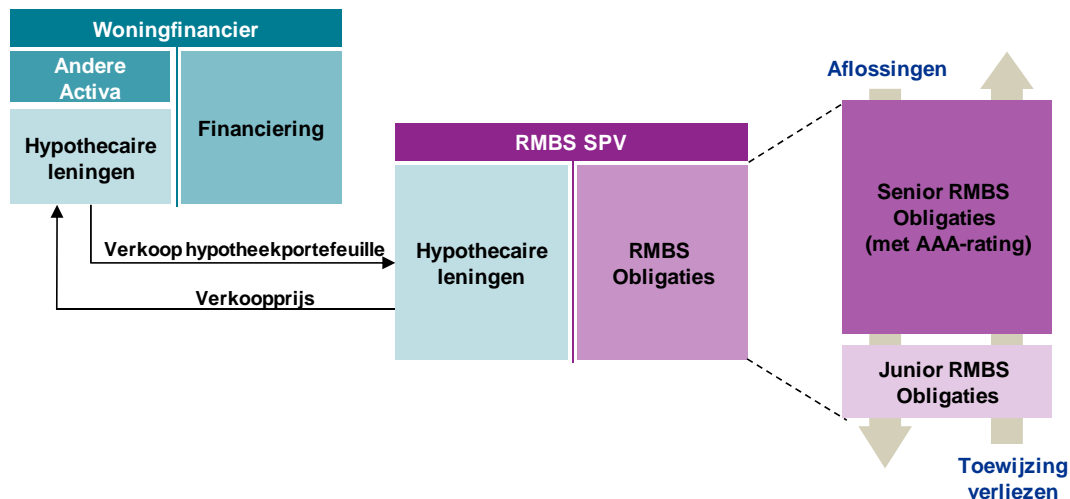 Woningfinancier
Andere
Activa
Financiering
Hypothecaire
leningen
Verkoop hypotheekportefeuille
Verkoopprijs
RMBS SPV
Hypothecaire
leningen
RMBS
Obligaties
Aflossingen
Senior RMBS
Obligaties
(met AAA-rating)
Junior RMBS
Obligaties
Toewijzing
verliezen